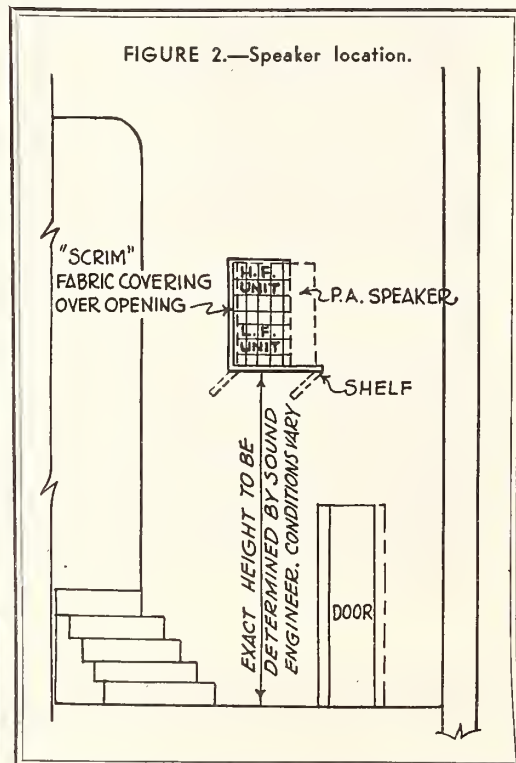 FIGURE 2.—Speaker location.
"SCRIM"
FABRIC COVERING
OVER OPENING
H.F.
UNIT
L.F.
UNIT
P.A. SPEAKER
SHELF
EXACT HEIGHT TO BE
DETERMINED BY SOUND
ENGINEER. CONDITIONS VARY
DOOR